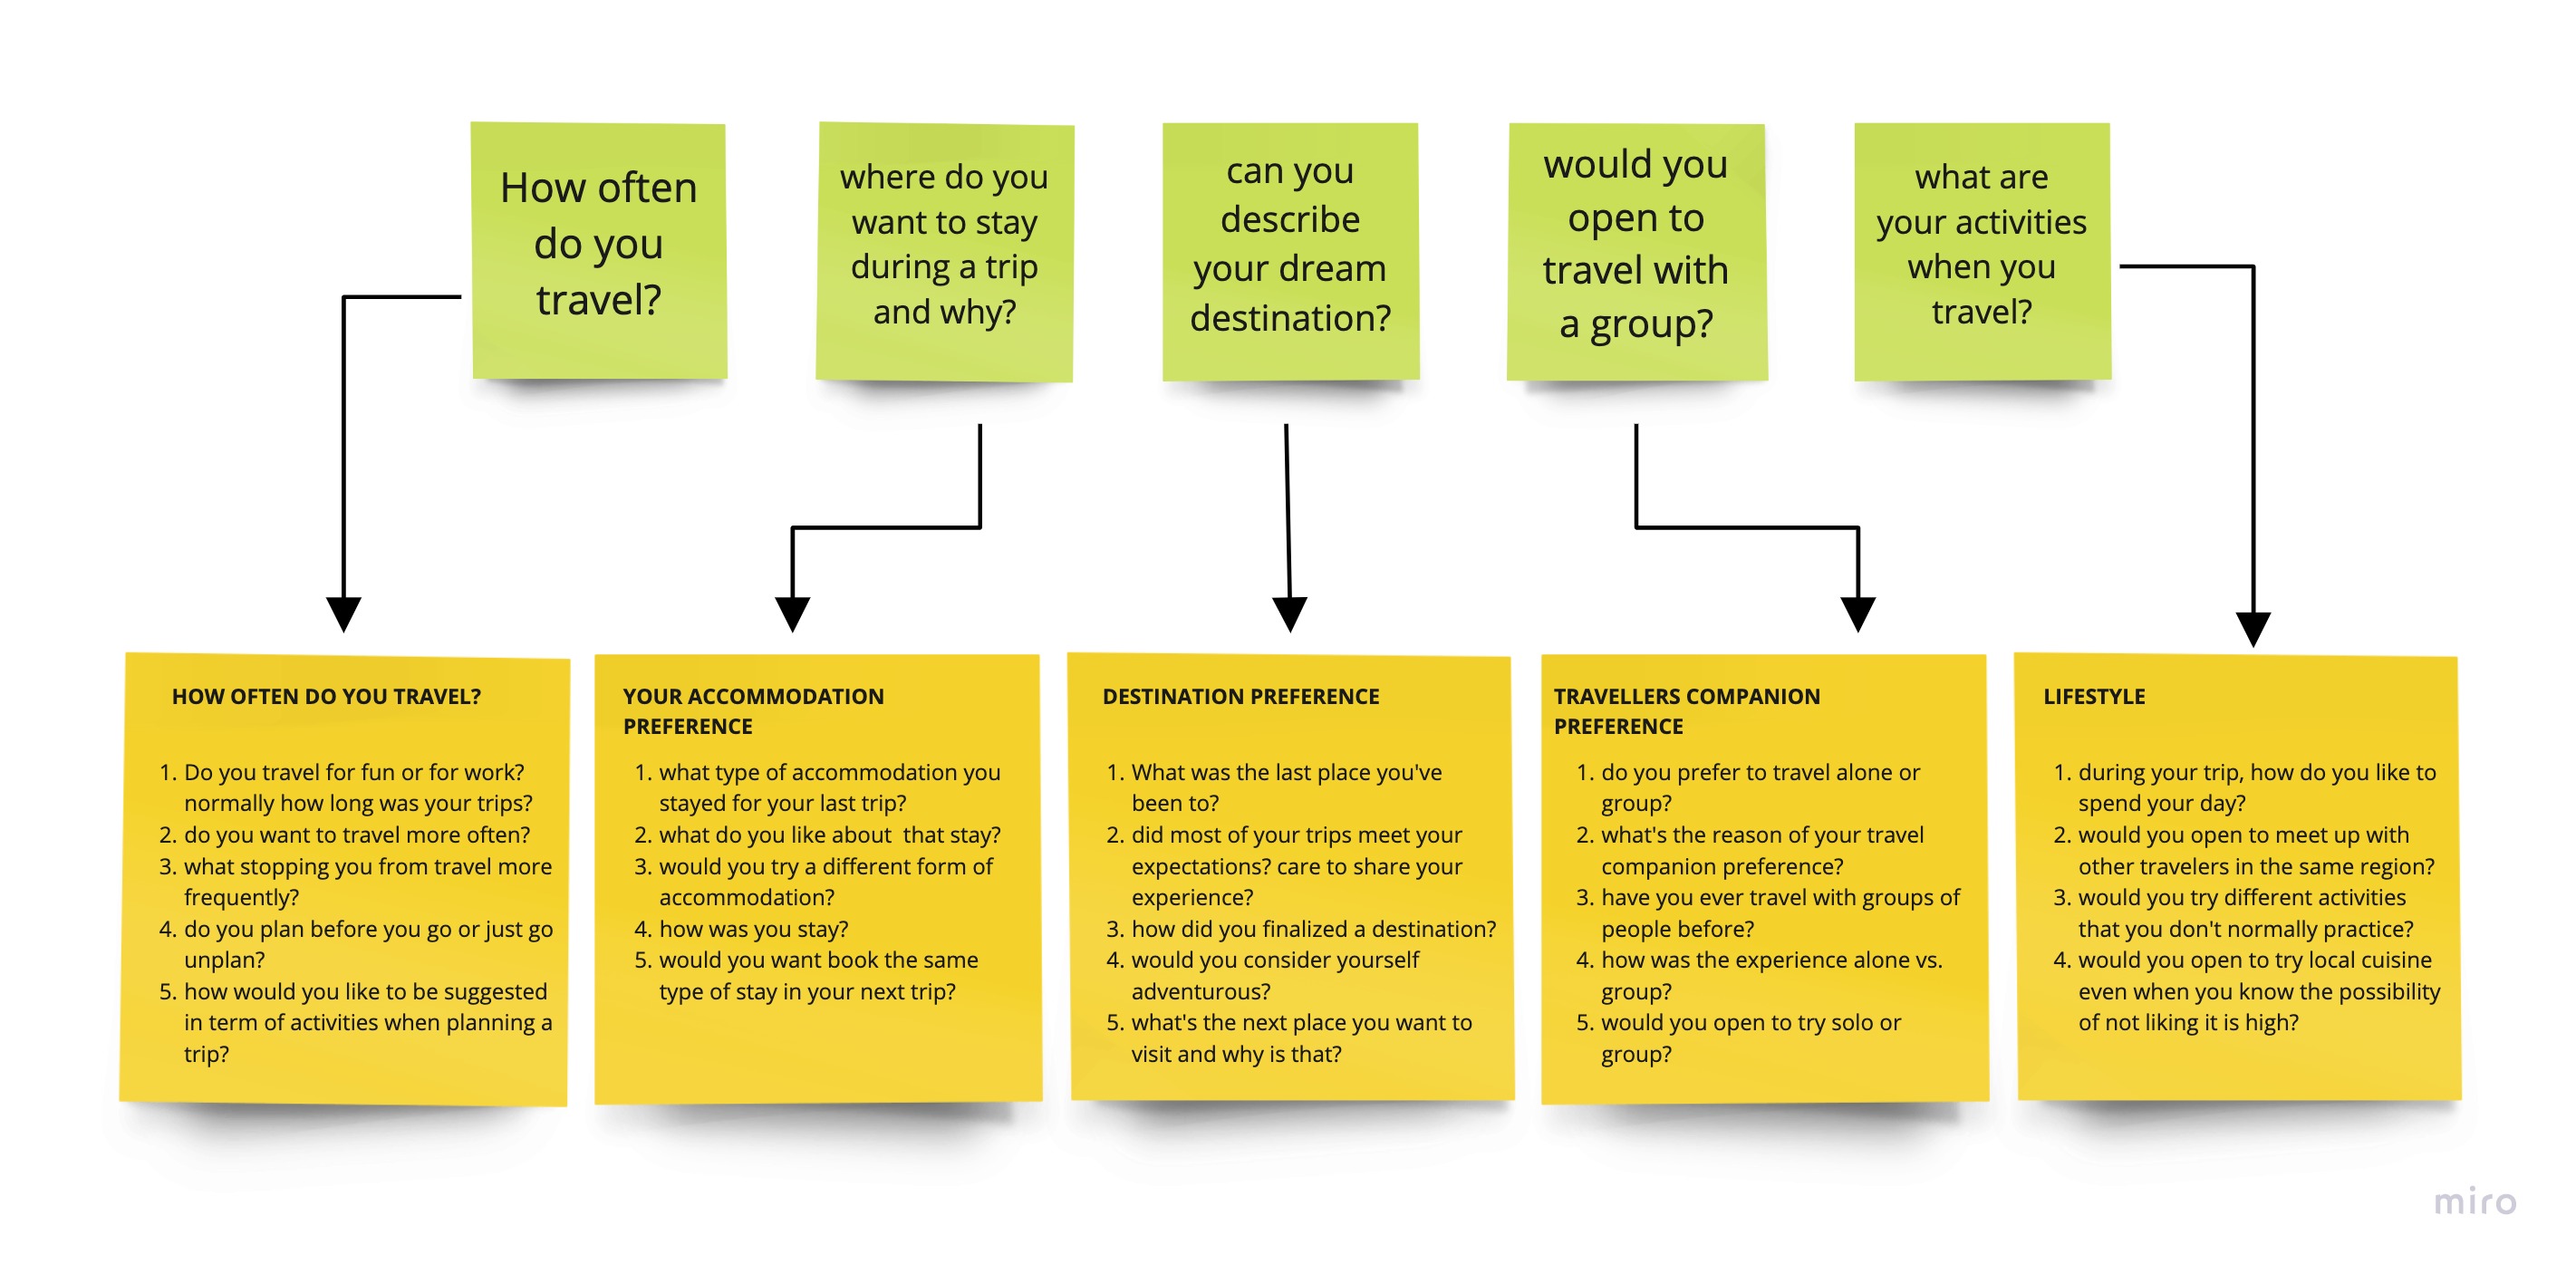 How often
do you
travel?
where do you
want to stay
during a trip
and why?
can you
describe
your dream
destination?
would you
open to
travel with
a group?
what are
your activities
when you
travel?
HOW OFTEN DO YOU TRAVEL?
1. Do you travel for fun or for work?
normally how long was your trips?
2. do you want to travel more often?
3. what stopping you from travel more
frequently?
4. do you plan before you go or just go
unplan?
5. how would you like to be suggested
in term of activities when planning a
trip?
YOUR ACCOMMODATION
PREFERENCE
1. what type of accommodation you
stayed for your last trip?
2. what do you like about  that stay?
3. would you try a different form of
accommodation?
4. how was you stay?
5. would you want book the same
type of stay in your next trip?
DESTINATION PREFERENCE
1. What was the last place you've
been to?
2. did most of your trips meet your
expectations? care to share your
experience?
3. how did you finalized a destination?
4. would you consider yourself
adventurous?
5. what's the next place you want to
visit and why is that?
TRAVELLERS COMPANION
PREFERENCE
1. do you prefer to travel alone or
group?
2. what's the reason of your travel
companion preference?
3. have you ever travel with groups of
people before?
4. how was the experience alone vs.
group?
5. would you open to try solo or
group?
LIFESTYLE
1. during your trip, how do you like to
spend your day?
2. would you open to meet up with
other travelers in the same region?
3. would you try different activities
that you don't normally practice?
4. would you open to try local cuisine
even when you know the possibility
of not liking it is high?
miro